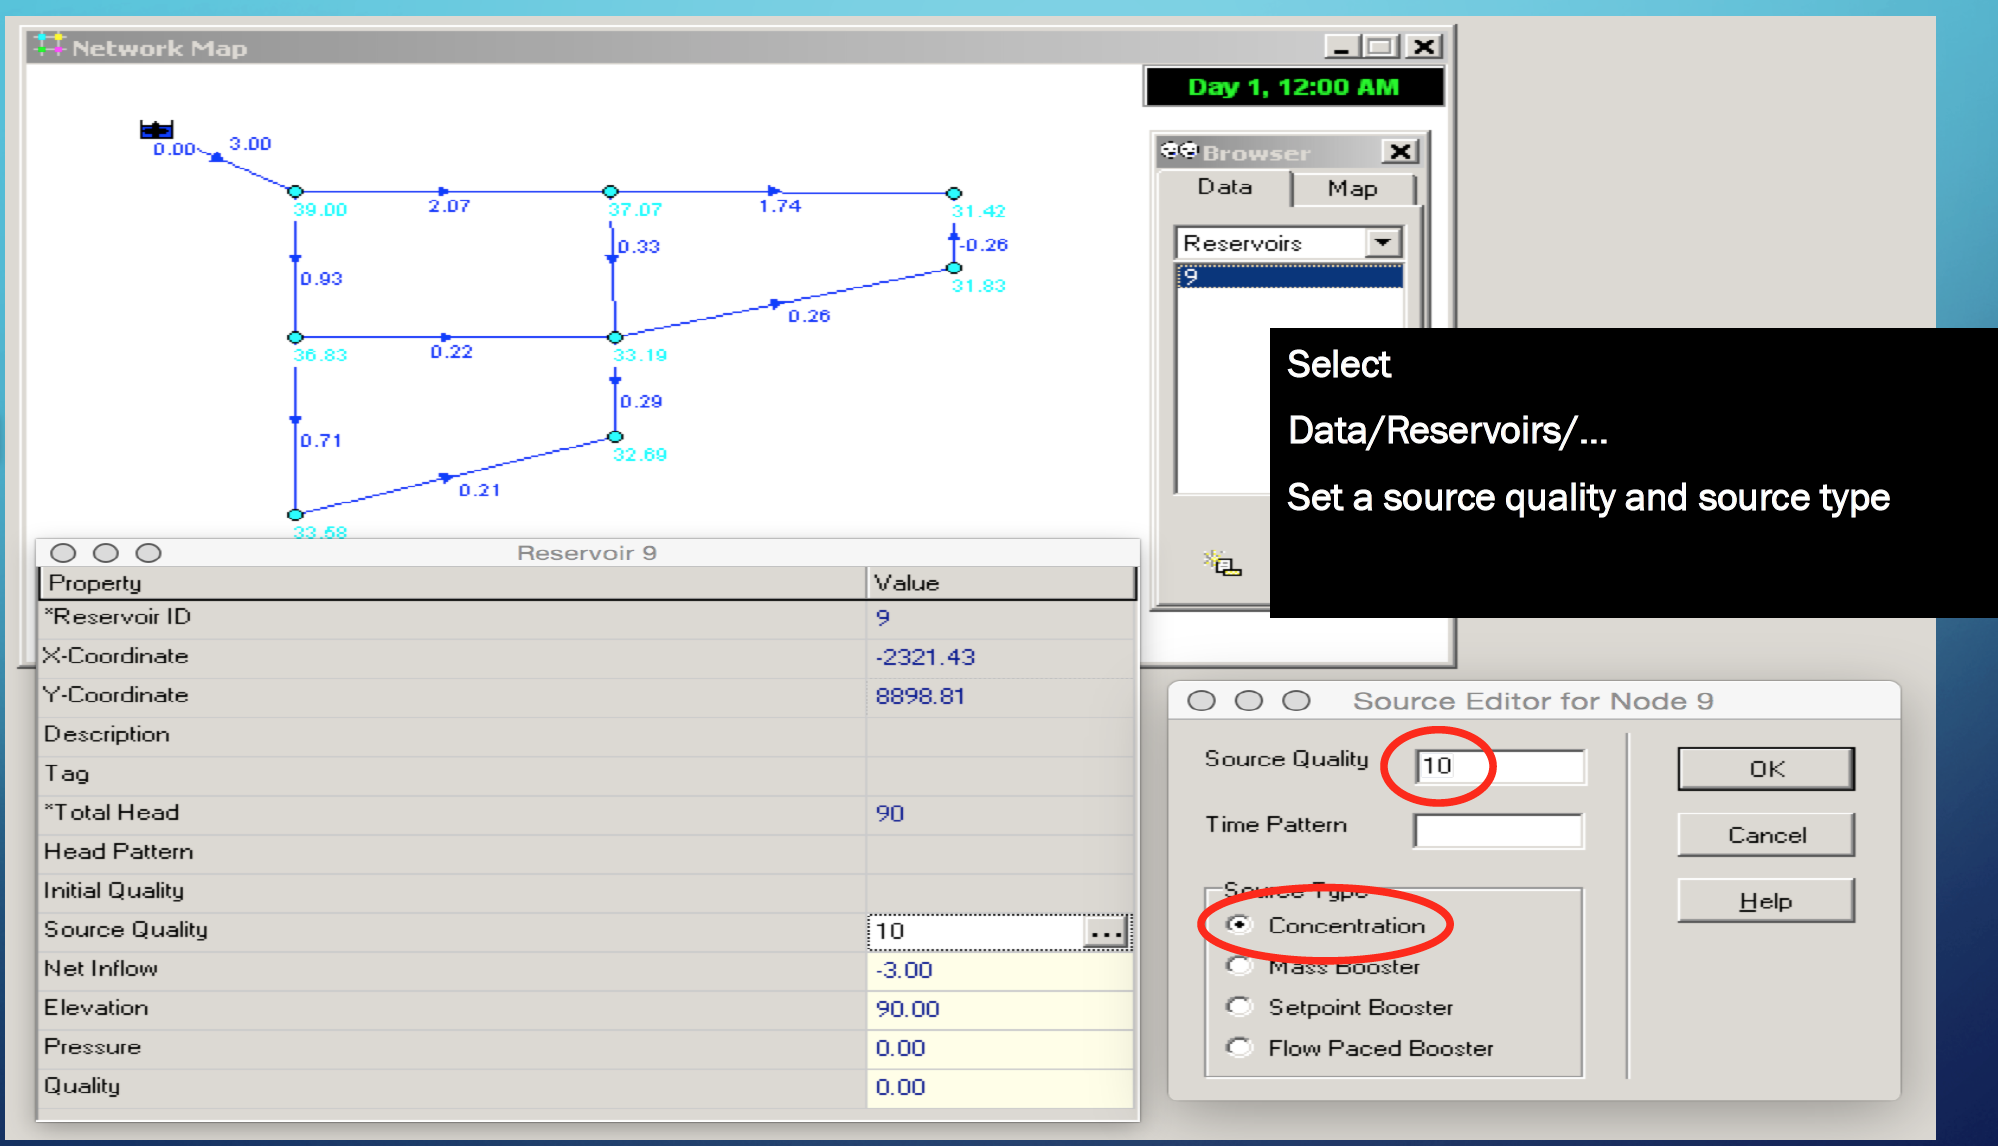 Network Map
Day 1, 12:00 AM
0.00
3.00
39.00
2.07
37.07
1.74
31.42
0.93
0.33
-0.26
31.83
0.26
36.83
0.22
33.19
0.29
0.71
32.69
0.21
33.58
Browser
Data
Map
Reservoirs
9
Select
Data/Reservoirs/...
Set a source quality and source type
Reservoir 9
Property Value
*Reservoir ID 9
X-Coordinate -2321.43
Y-Coordinate 8898.81
Description
Tag
*Total Head 90
Head Pattern
Initial Quality
Source Quality 10 ...
Net Inflow -3.00
Elevation 90.00
Pressure 0.00
Quality 0.00
Source Editor for Node 9
Source Quality 10
Time Pattern
Source Type
Concentration
Mass Booster
Setpoint Booster
Flow Paced Booster
OK
Cancel
Help